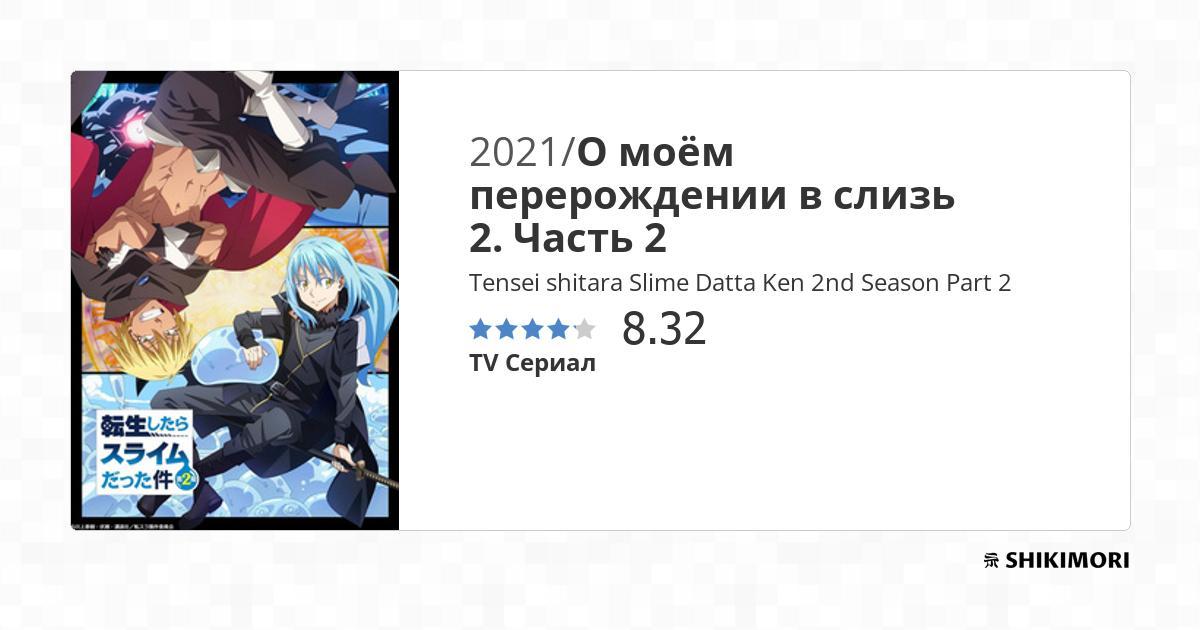 2021/О моём
перерождении в слизь
2. Часть 2
Tensei shitara Slime Datta Ken 2nd Season Part 2
8.32
TV Сериал
転生したら
スライム
だった件
第2期
SHIKIMORI